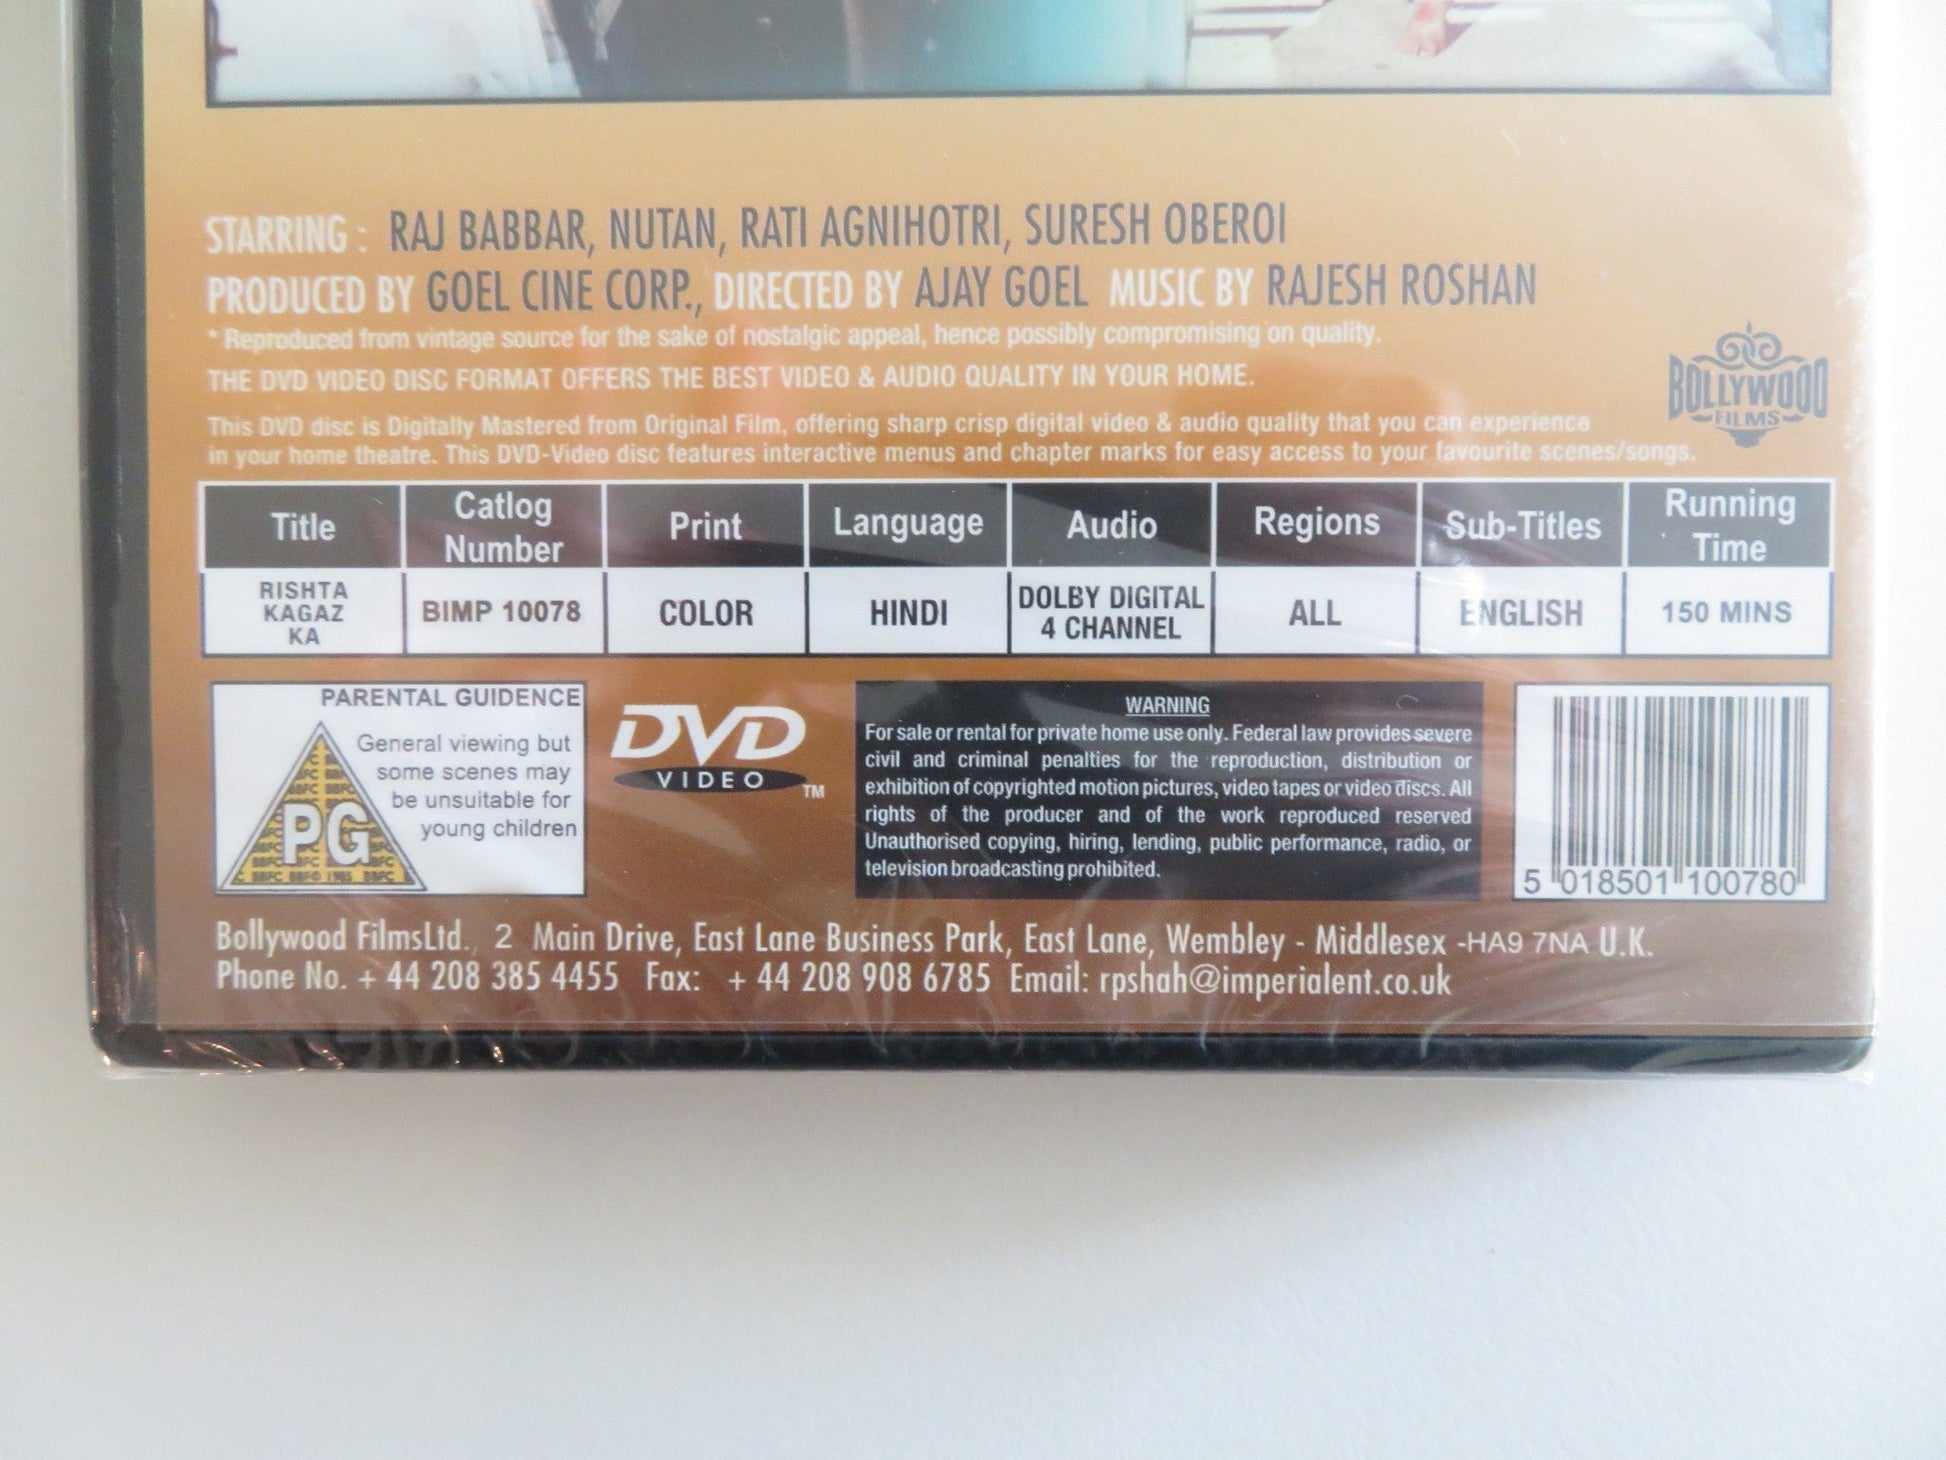 STARRING : RAJ BABBAR, NUTAN, RATI AGNIHOTRI, SURESH OBEROI
PRODUCED BY GOEL CINE CORP., DIRECTED BY AJAY GOEL MUSIC BY RAJESH ROSHAN
* Reproduced from vintage source for the sake of nostalgic appeal, hence possibly compromising on quality.
THE DVD VIDEO DISC FORMAT OFFERS THE BEST VIDEO & AUDIO QUALITY IN YOUR HOME.
This DVD disc is Digitally Mastered from Original Film, offering sharp crisp digital video & audio quality that you can experience
in your home theatre. This DVD-Video disc features interactive menus and chapter marks for easy access to your favourite scenes/songs.
BOLLYWOOD
FILMS
Title
Catlog
Number
Print
Language
Audio
Regions
Sub-Titles
Running
Time
RISHTA
KAGAZ
KA
BIMP 10078
COLOR
HINDI
DOLBY DIGITAL
4 CHANNEL
ALL
ENGLISH
150 MINS
PARENTAL GUIDENCE
General viewing but
some scenes may
be unsuitable for
young children
PG
BBFC BBFC © 1985 BBFC
DVD
VIDEO
TM
WARNING
For sale or rental for private home use only. Federal law provides severe
civil and criminal penalties for the reproduction, distribution or
exhibition of copyrighted motion pictures, video tapes or video discs. All
rights of the producer and of the work reproduced reserved
Unauthorised copying, hiring, lending, public performance, radio, or
television broadcasting prohibited.
5 018501 100780
Bollywood FilmsLtd., 2 Main Drive, East Lane Business Park, East Lane, Wembley - Middlesex -HA9 7NA U.K.
Phone No. + 44 208 385 4455 Fax: + 44 208 908 6785 Email: rpshah@imperialent.co.uk